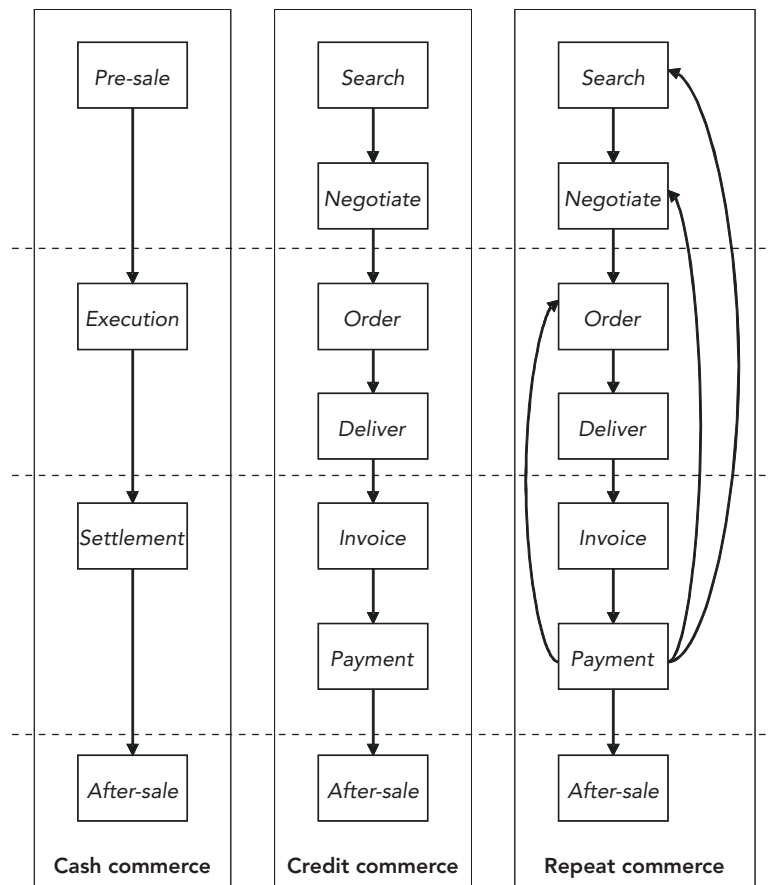 Pre-sale
Execution
Settlement
After-sale
Cash commerce
Search
Negotiate
Order
Deliver
Invoice
Payment
After-sale
Credit commerce
Search
Negotiate
Order
Deliver
Invoice
Payment
After-sale
Repeat commerce